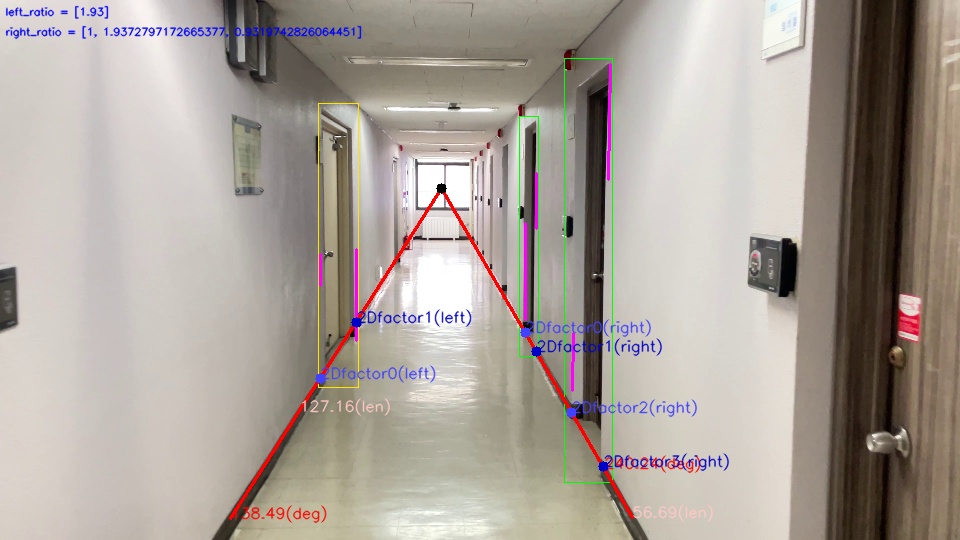 left_ratio = [1.93]
right_ratio = [1, 1.9372797172665377, 0.9319742826064451]
2Dfactor1(left)
2Dfactor0(right)
2Dfactor1(right)
2Dfactor0(left)
127.16(len)
2Dfactor2(right)
2Dfactor3(right)
38.49(deg)
56.69(len)